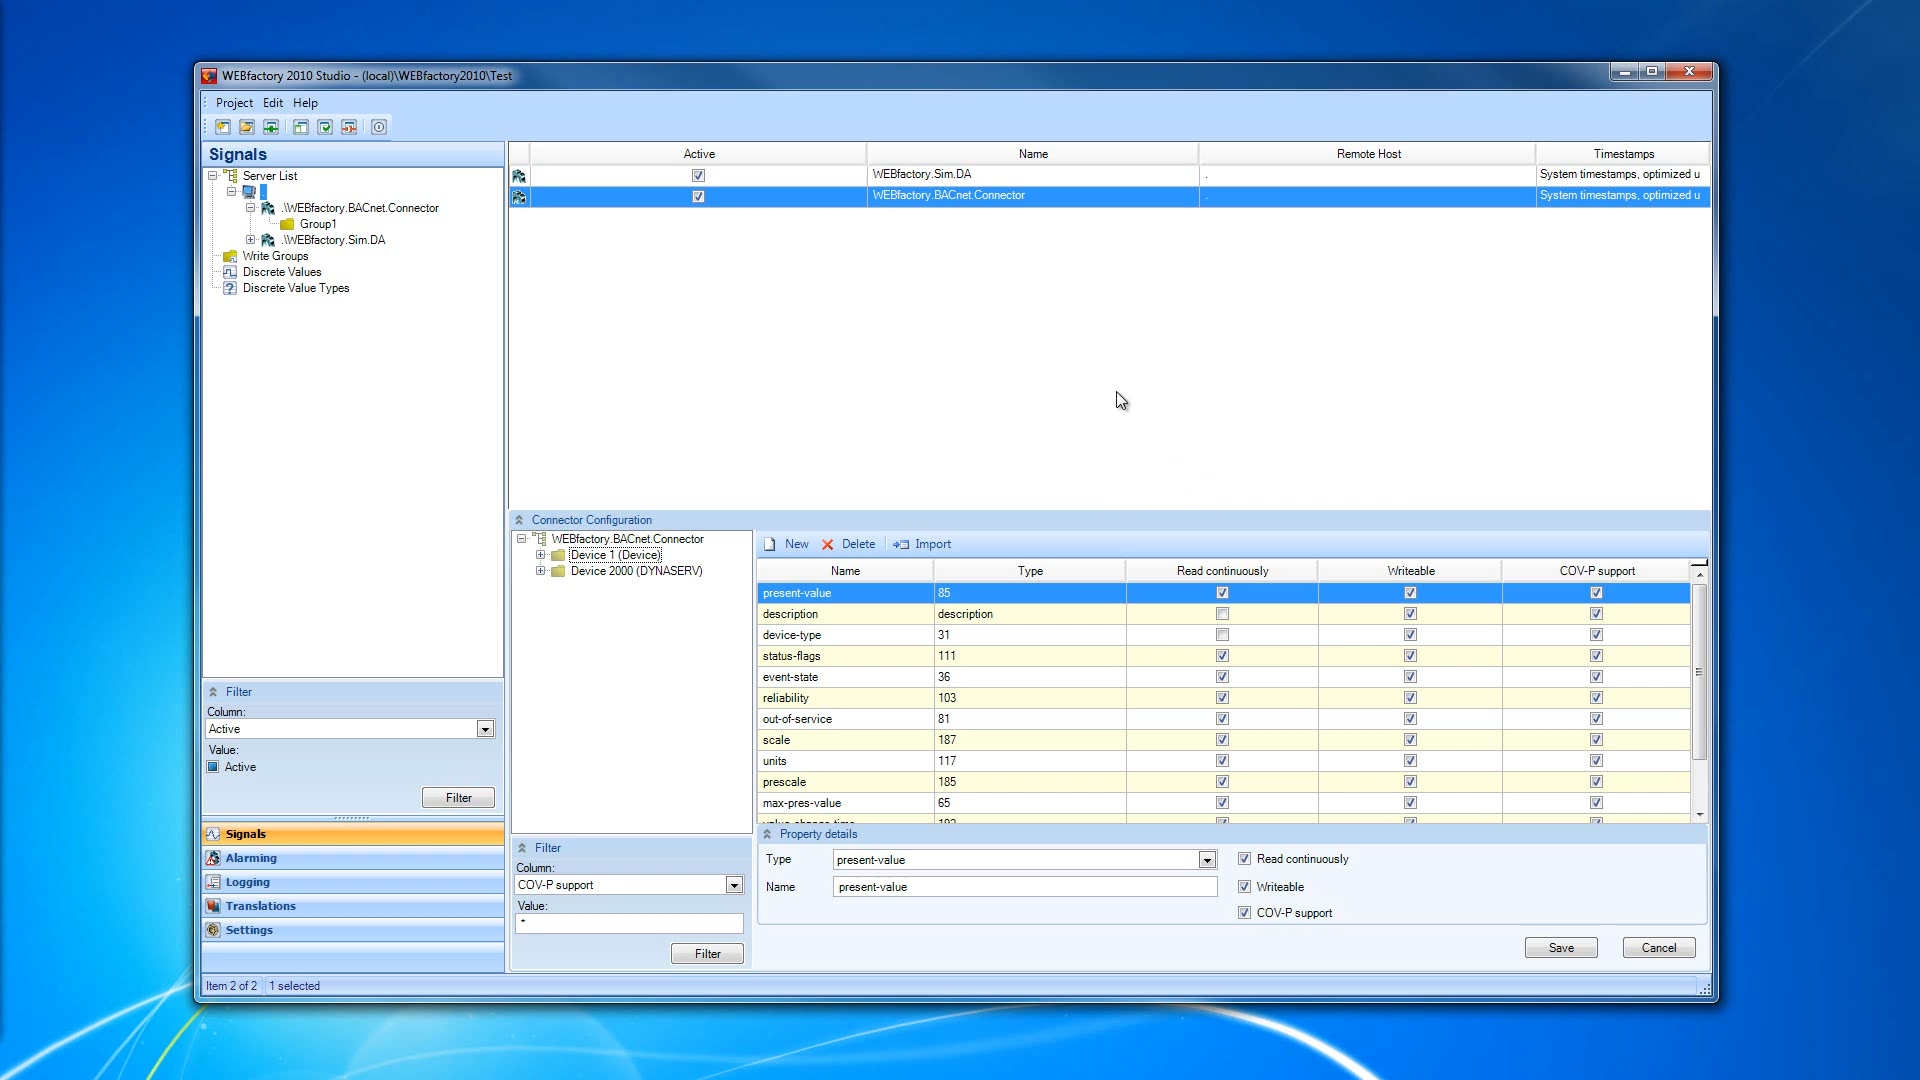 WEBfactory 2010 Studio - (local)\WEBfactory2010\Test
Project Edit Help
Signals
Server List
.
.\WEBfactory.BACnet.Connector
Group1
.\WEBfactory.Sim.DA
Write Groups
Discrete Values
Discrete Value Types
Active Name Remote Host Timestamps
WEBfactory.Sim.DA . System timestamps, optimized u
WEBfactory.BACnet.Connector . System timestamps, optimized u
Filter
Column:
Active
Value:
Active
Filter
Signals
Alarming
Logging
Translations
Settings
Connector Configuration
WEBfactory.BACnet.Connector
Device 1 (Device)
Device 2000 (DYNASERV)
Filter
Column:
COV-P support
Value:
*
Filter
New Delete Import
Name Type Read continuously Writeable COV-P support
present-value 85
description description
device-type 31
status-flags 111
event-state 36
reliability 103
out-of-service 81
scale 187
units 117
prescale 185
max-pres-value 65
Property details
Type present-value Read continuously
Name present-value Writeable
COV-P support
Save Cancel
Item 2 of 2 1 selected